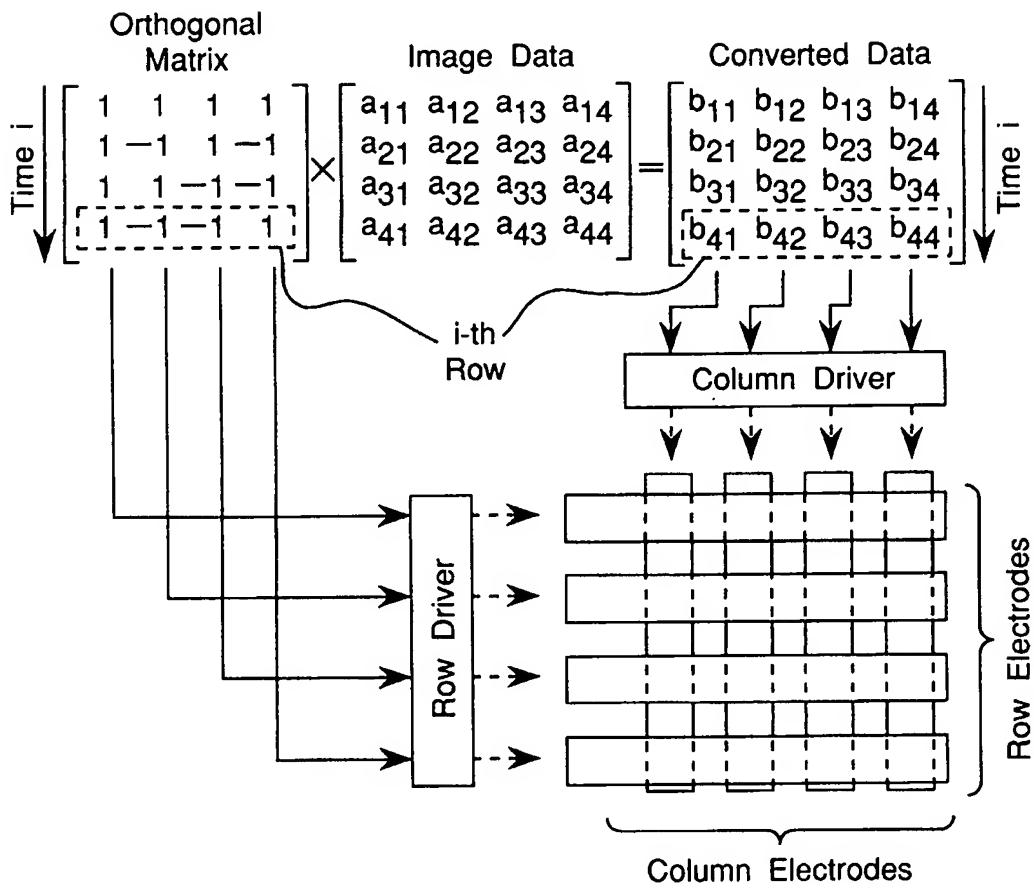 Orthogonal
Matrix
Image Data
Converted Data
Time i
1 1 1 1
1 −1 1 −1
1 1 −1 −1
1 −1 −1 1
×
a11 a12 a13 a14
a21 a22 a23 a24
a31 a32 a33 a34
a41 a42 a43 a44
=
b11 b12 b13 b14
b21 b22 b23 b24
b31 b32 b33 b34
b41 b42 b43 b44
Time i
i-th
Row
Column Driver
Row Driver
Row Electrodes
Column Electrodes